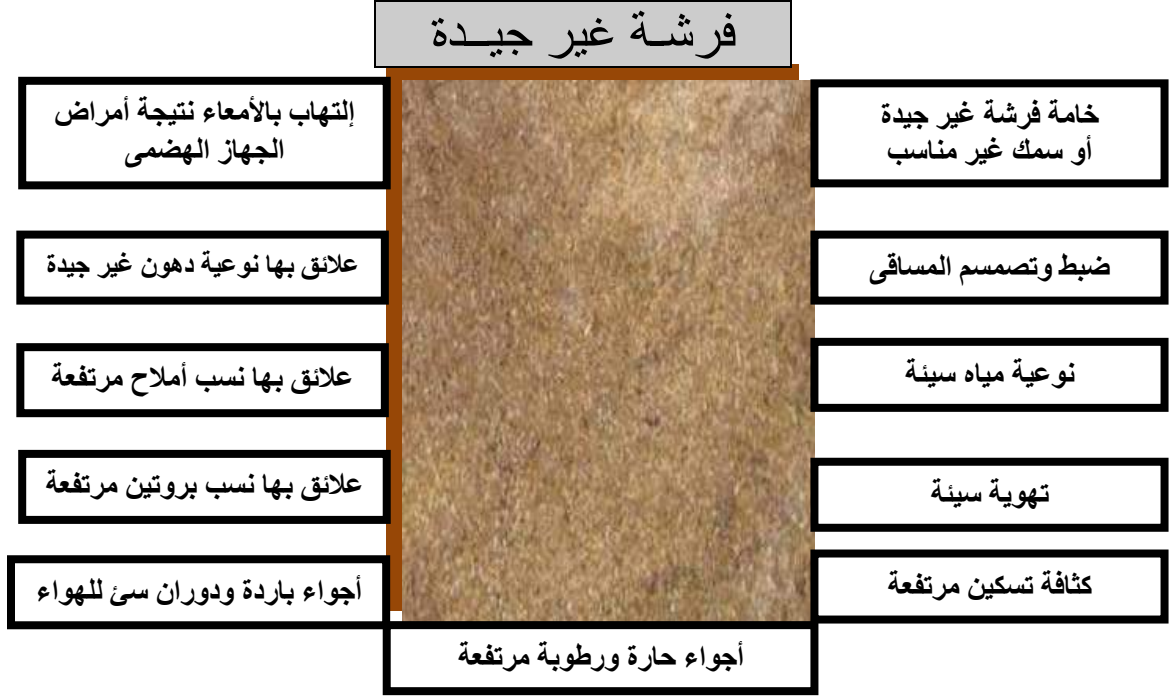 فرشــة غير جيــدة
خامة فرشة غير جيدة
أو سمك غير مناسب
إلتهاب بالأمعاء نتيجة أمراض
الجهاز الهضمى
ضبط وتصمسم المساقى
علائق بها نوعية دهون غير جيدة
نوعية مياه سيئة
علائق بها نسب أملاح مرتفعة
تهوية سيئة
علائق بها نسب بروتين مرتفعة
كثافة تسكين مرتفعة
أجواء باردة ودوران سئ للهواء
أجواء حارة ورطوبة مرتفعة